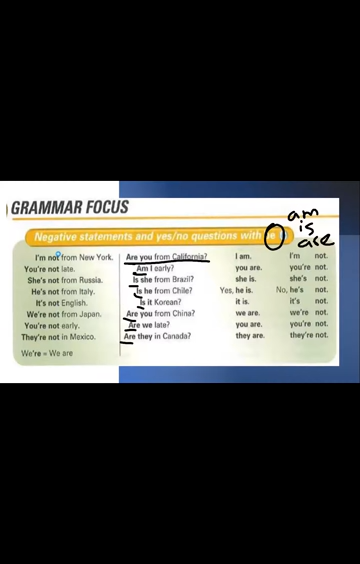 GRAMMAR FOCUS
am
is
are
Negative statements and yes/no questions with be
I'm not from New York. Are you from California? I am. I'm not.
You're not late. Am I early? you are. you're not.
She's not from Russia. Is she from Brazil? she is. she's not.
He's not from Italy. Is he from Chile? Yes, he is. No, he's not.
It's not English. Is it Korean? it is. it's not.
We're not from Japan. Are you from China? we are. we're not.
You're not early. Are we late? you are. you're not.
They're not in Mexico. Are they in Canada? they are. they're not.
We're = We are